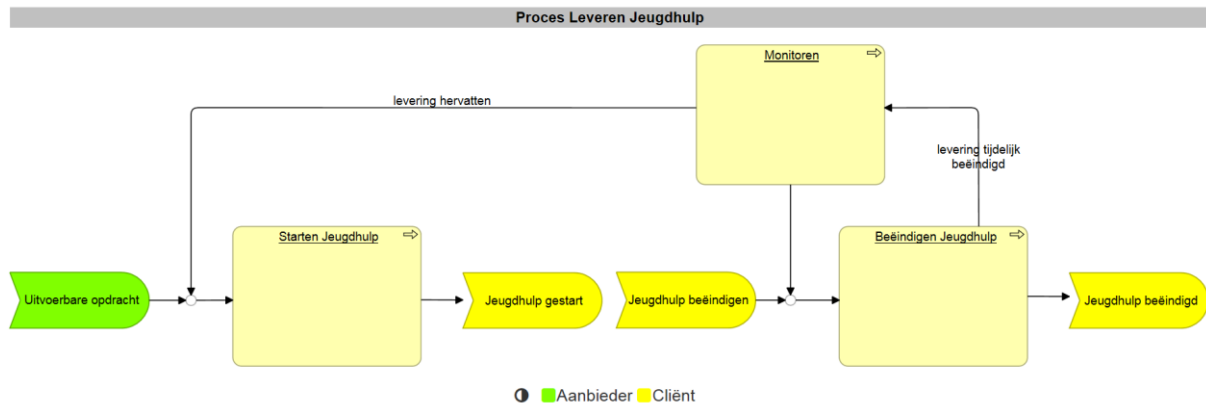 Proces Leveren Jeugdhulp
Monitoren
levering hervatten
levering tijdelijk
beëindigd
Starten Jeugdhulp
Beëindigen Jeugdhulp
Uitvoerbare opdracht
Jeugdhulp gestart
Jeugdhulp beëindigen
Jeugdhulp beëindigd
Aanbieder
Cliënt